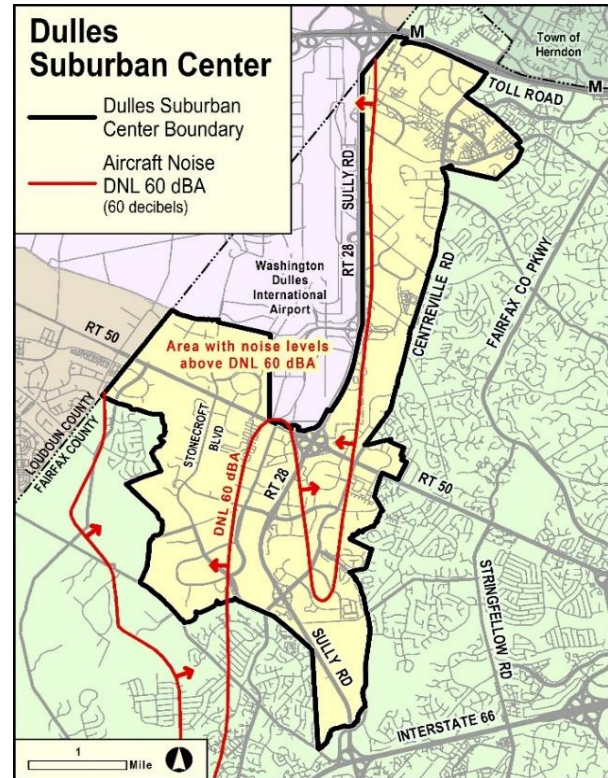 Dulles
Suburban Center
Dulles Suburban
Center Boundary
Aircraft Noise
DNL 60 dBA
(60 decibels)
M
Town of
Herndon
M
TOLL ROAD
SULLY RD
RT 28
Washington
Dulles
International
Airport
CENTREVILLE RD
FAIRFAX CO PKWY
RT 50
Area with noise levels
above DNL 60 dBA
LOUDOUN COUNTY
FAIRFAX COUNTY
STONECROFT
BLVD
DNL 60 dBA
RT 28
RT 50
STRINGFELLOW RD
SULLY RD
INTERSTATE 66
1
Mile